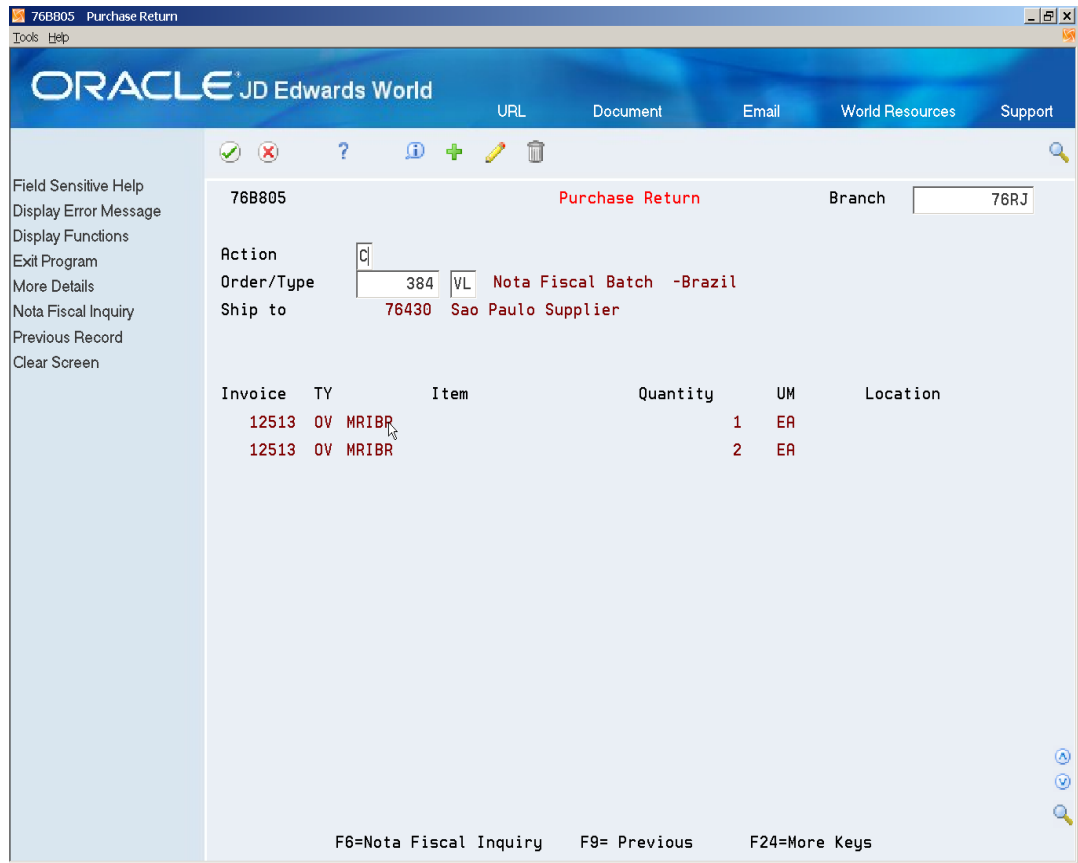 76B805 Purchase Return
Tools Help
ORACLE JD Edwards World
URL Document Email World Resources Support
Field Sensitive Help
Display Error Message
Display Functions
Exit Program
More Details
Nota Fiscal Inquiry
Previous Record
Clear Screen
76B805 Purchase Return Branch 76RJ
Action C
Order/Type 384 VL Nota Fiscal Batch -Brazil
Ship to 76430 Sao Paulo Supplier
Invoice TY Item Quantity UM Location
12513 OV MRIBR 1 EA
12513 OV MRIBR 2 EA
F6=Nota Fiscal Inquiry F9= Previous F24=More Keys